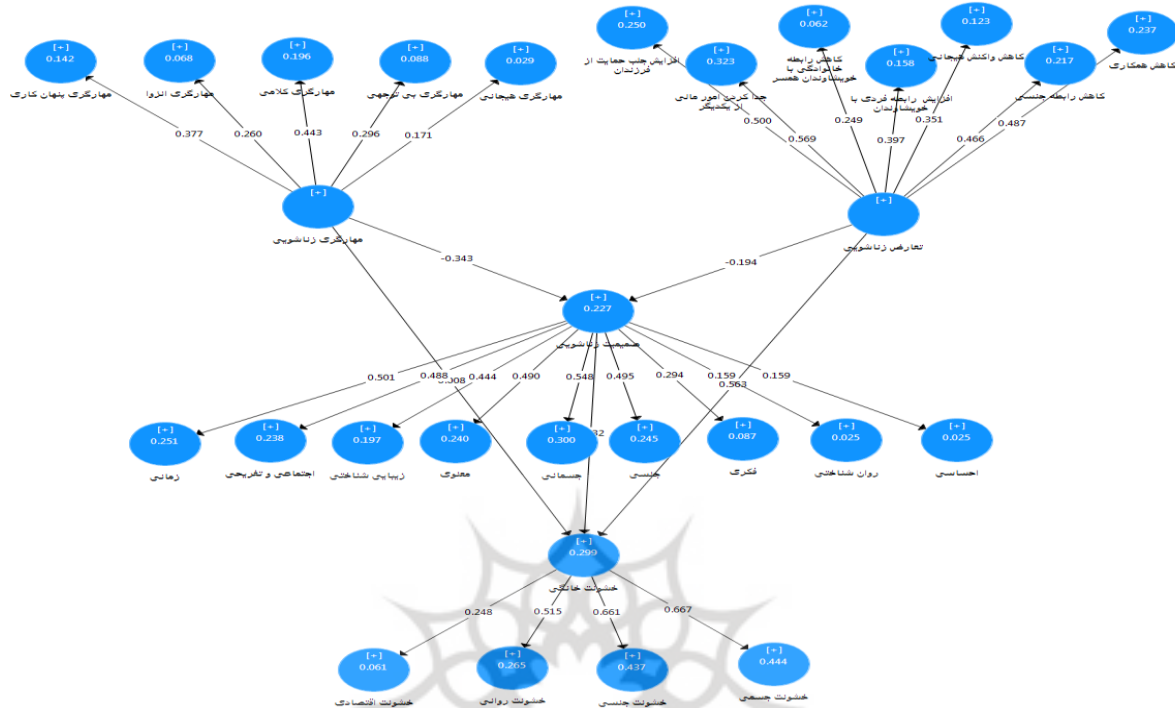 [+]
0.142
مهارگری پنهان کاری
[+]
0.068
مهارگری انزوا
[+]
0.196
مهارگری کلامی
[+]
0.088
مهارگری بی توجهی
[+]
0.029
مهارگری هیجانی
[+]
0.250
افزایش جلب حمایت از
فرزندان
[+]
0.323
جدا کردن امور مالی
از یکدیگر
[+]
0.062
کاهش رابطه
خانوادگی با
خویشاوندان همسر
[+]
0.158
افزایش رابطه فردی با
خویشاوندان
[+]
0.123
کاهش واکنش هیجانی
[+]
0.217
کاهش رابطه جنسی
[+]
0.237
کاهش همکاری
0.377
0.260
0.443
0.296
0.171
0.500
0.569
0.249
0.397
0.351
0.466
0.487
[+]
مهارگری زناشویی
[+]
تعارض زناشویی
-0.343
-0.194
[+]
0.227
صمیمیت زناشویی
0.501
0.488
0.444
0.490
0.548
0.495
0.294
0.159
0.563
0.159
[+]
0.251
زمانی
[+]
0.238
اجتماعی و تفریحی
[+]
0.197
زیبایی شناختی
[+]
0.240
معنوی
[+]
0.300
جسمانی
[+]
0.245
جنسی
[+]
0.087
فکری
[+]
0.025
روان شناختی
[+]
0.025
احساسی
[+]
0.299
خشونت خانگی
0.248
0.515
0.661
0.667
[+]
0.061
خشونت اقتصادی
[+]
0.265
خشونت روانی
[+]
0.437
خشونت جنسی
[+]
0.444
خشونت جسمی